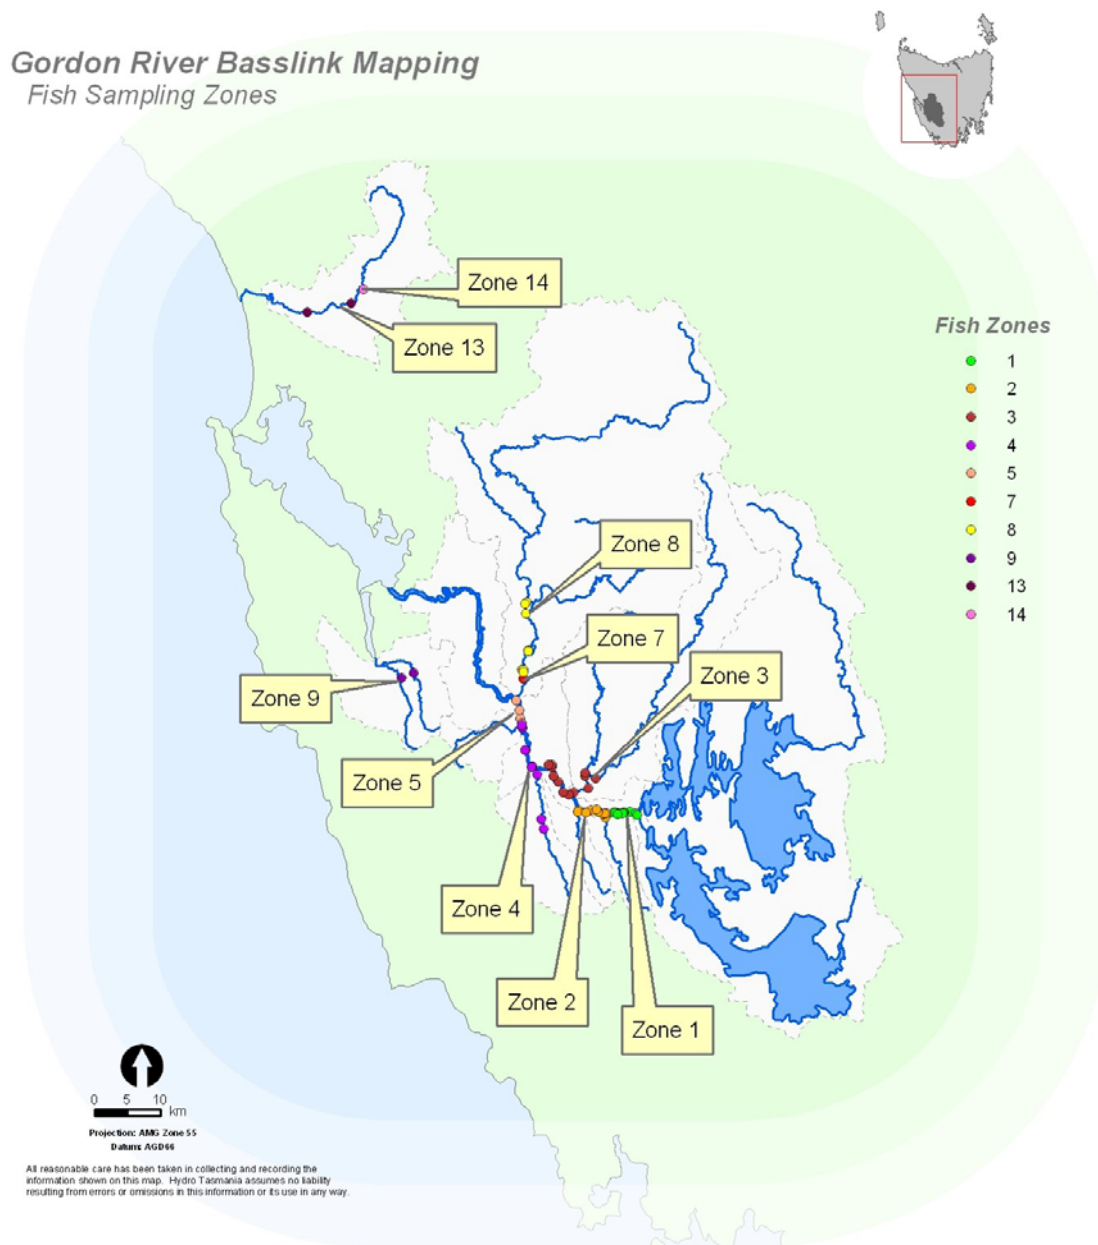 Gordon River Basslink Mapping
Fish Sampling Zones
Zone 14
Zone 13
Fish Zones
1
2
3
4
5
7
8
9
13
14
Zone 8
Zone 7
Zone 3
Zone 9
Zone 5
Zone 4
Zone 2
Zone 1
0 5 10
km
Projection: AMG Zone 55
Datum: AGD66
All reasonable care has been taken in collecting and recording the
information shown on this map. Hydro Tasmania assumes no liability
resulting from errors or omissions in this information or its use in any way.